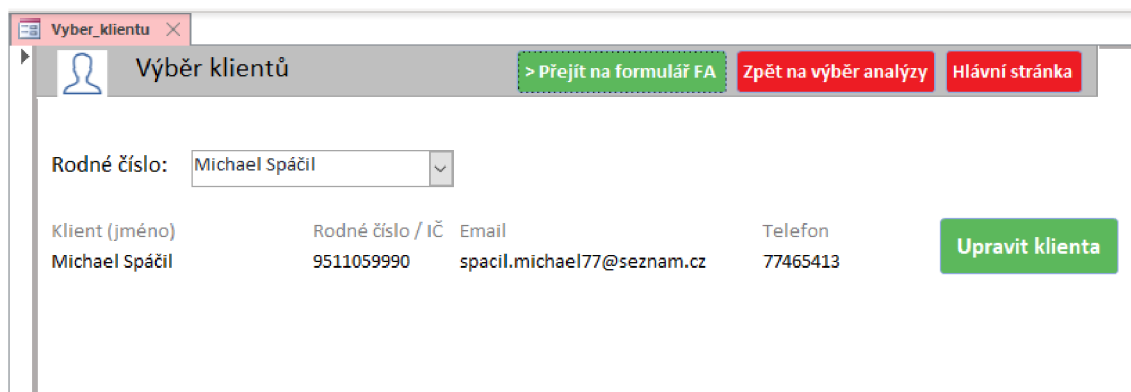 Vyber_klientu
Výběr klientů > Přejít na formulář FA Zpět na výběr analýzy Hlávní stránka
Rodné číslo: Michael Spáčil
Klient (jméno) Rodné číslo / IČ Email Telefon
Michael Spáčil 9511059990 spacil.michael77@seznam.cz 77465413
Upravit klienta